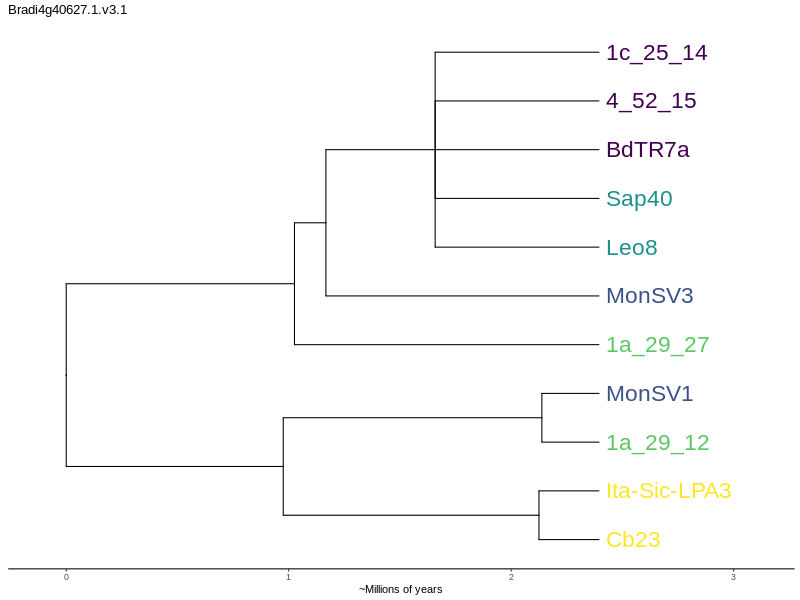 Bradi4g40627.1.v3.1
1c_25_14
4_52_15
BdTR7a
Sap40
Leo8
MonSV3
1a_29_27
MonSV1
1a_29_12
Ita-Sic-LPA3
Cb23
0 1 2 3
~Millions of years